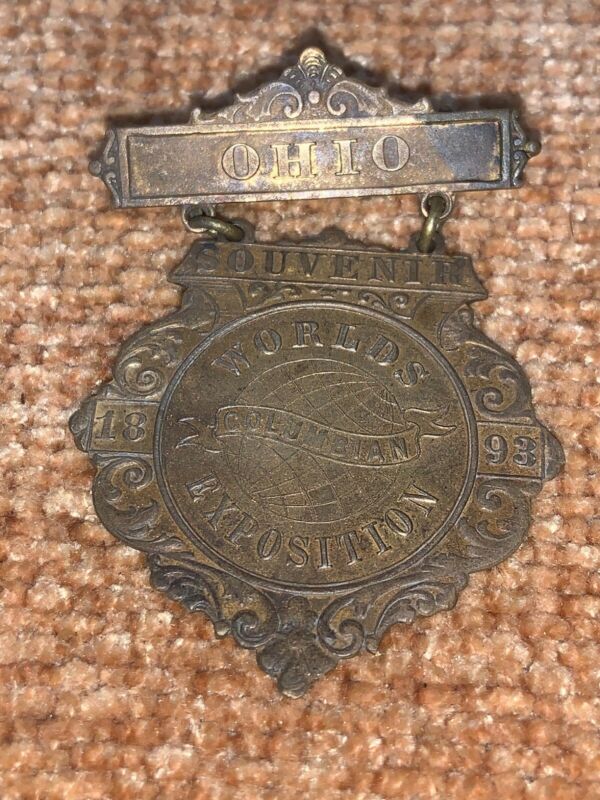 OHIO
SOUVENIR
WORLDS
18 93
COLUMBIAN
EXPOSITION